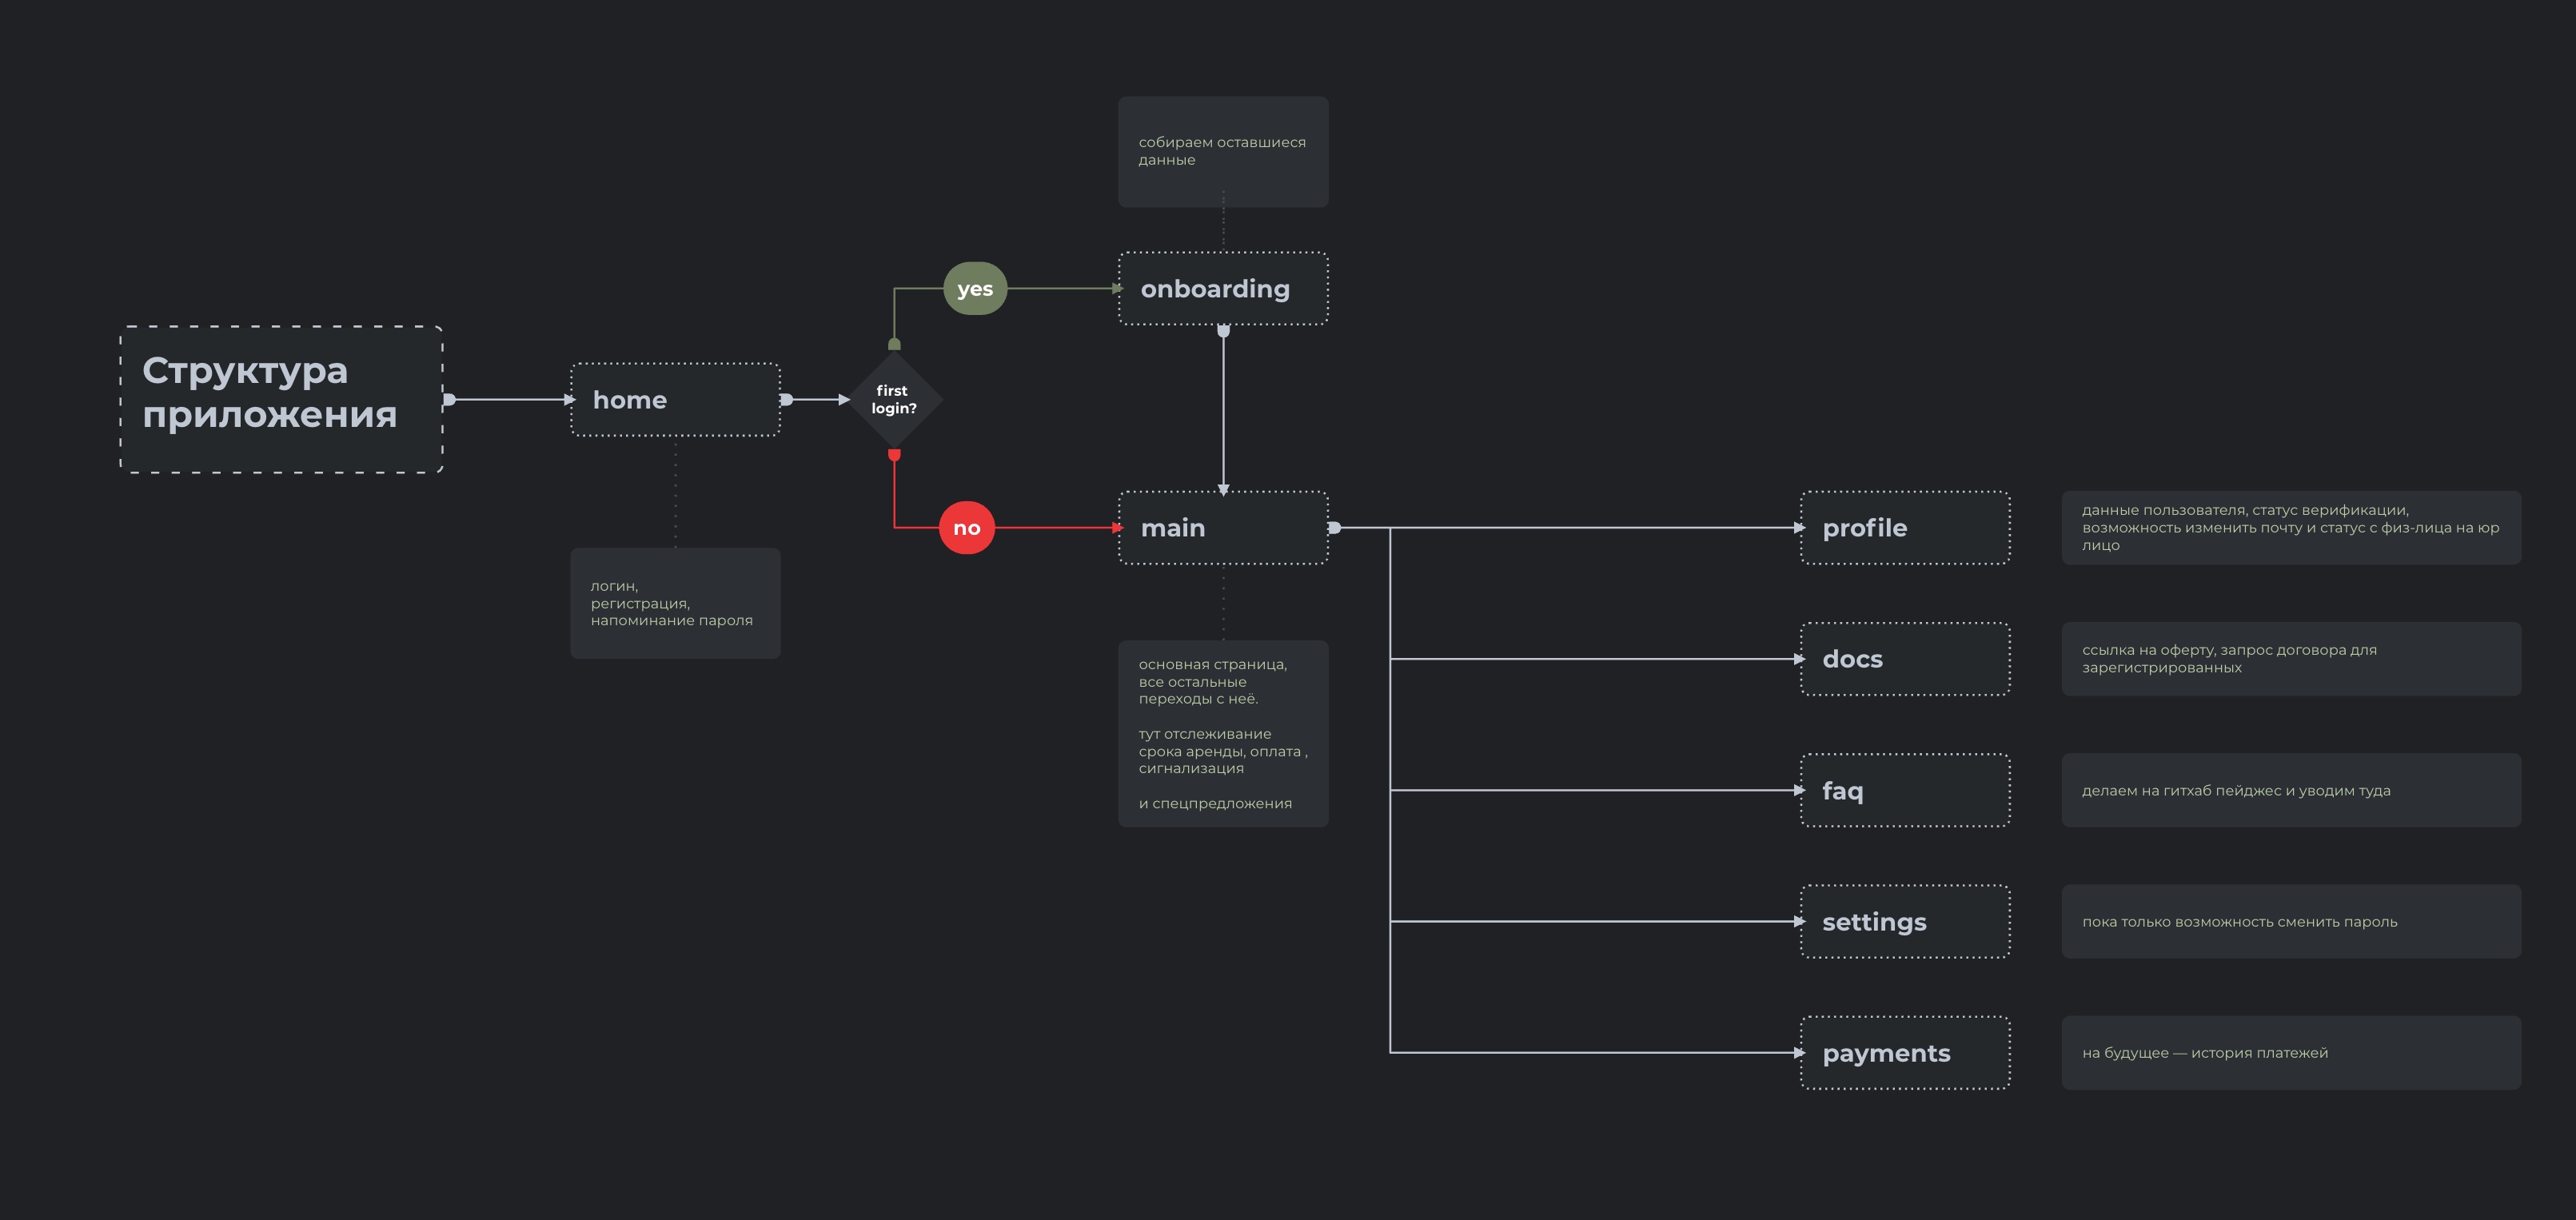 Структура
приложения
home
логин,
регистрация,
напоминание пароля
first
login?
yes
no
собираем оставшиеся
данные
onboarding
main
основная страница,
все остальные
переходы с неё.
тут отслеживание
срока аренды, оплата ,
сигнализация
и спецпредложения
profile
данные пользователя, статус верификации,
возможность изменить почту и статус с физ-лица на юр
лицо
docs
ссылка на оферту, запрос договора для
зарегистрированных
faq
делаем на гитхаб пейджес и уводим туда
settings
пока только возможность сменить пароль
payments
на будущее — история платежей